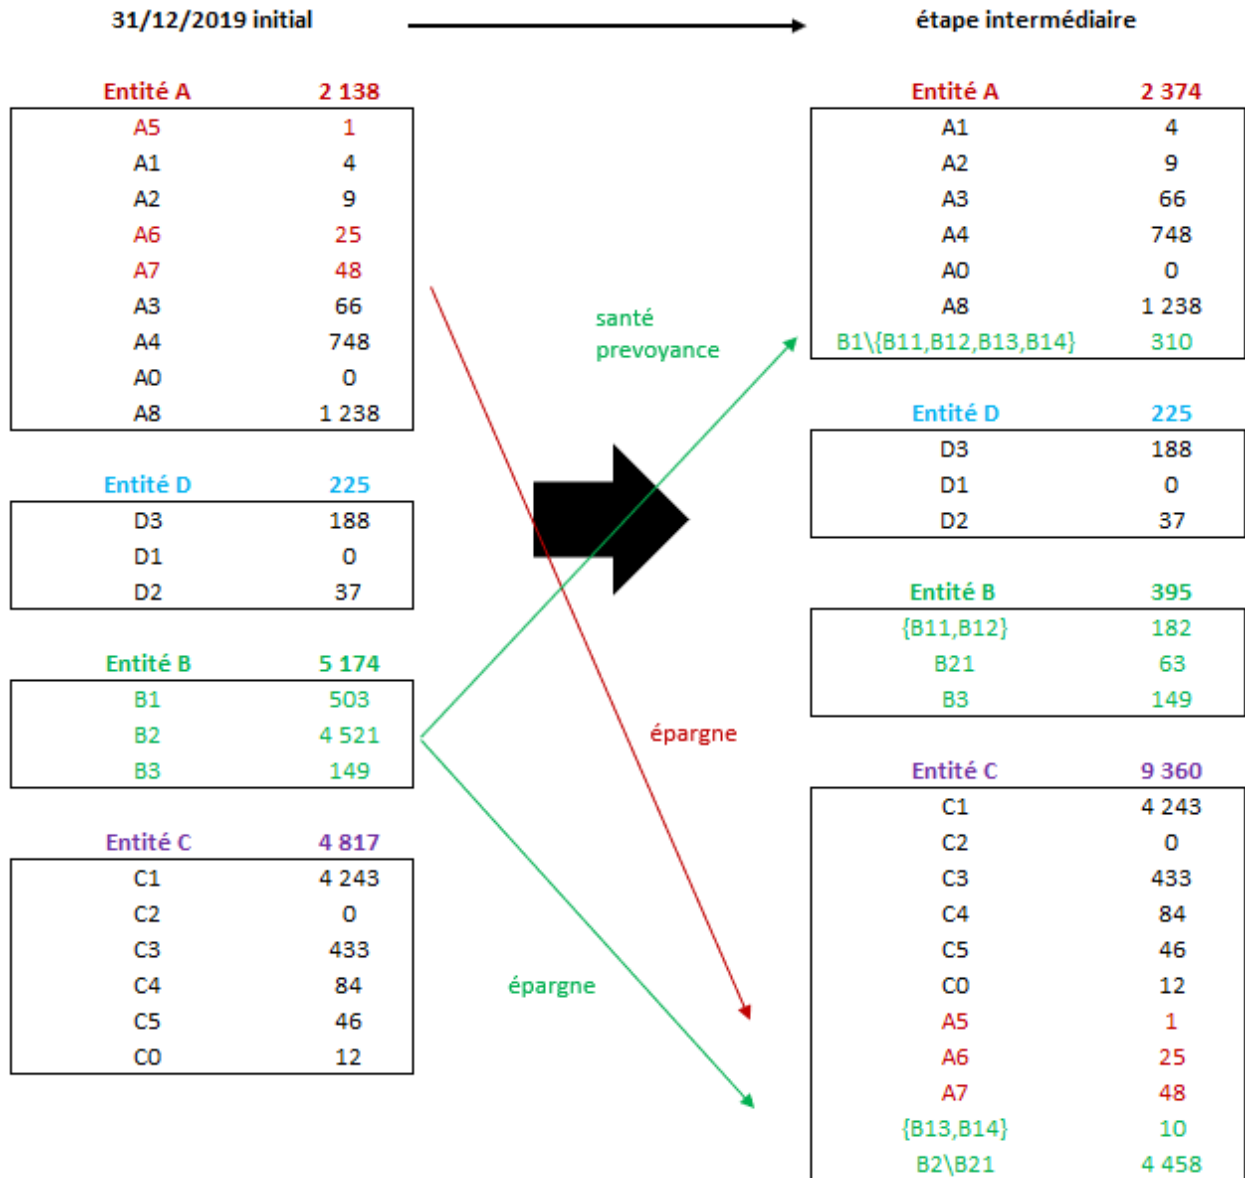 31/12/2019 initial
étape intermédiaire
Entité A 2 138
A5 1
A1 4
A2 9
A6 25
A7 48
A3 66
A4 748
A0 0
A8 1 238
Entité D 225
D3 188
D1 0
D2 37
Entité B 5 174
B1 503
B2 4 521
B3 149
Entité C 4 817
C1 4 243
C2 0
C3 433
C4 84
C5 46
C0 12
santé
prevoyance
épargne
épargne
Entité A 2 374
A1 4
A2 9
A3 66
A4 748
A0 0
A8 1 238
B1\{B11,B12,B13,B14} 310
Entité D 225
D3 188
D1 0
D2 37
Entité B 395
{B11,B12} 182
B21 63
B3 149
Entité C 9 360
C1 4 243
C2 0
C3 433
C4 84
C5 46
C0 12
A5 1
A6 25
A7 48
{B13,B14} 10
B2\B21 4 458